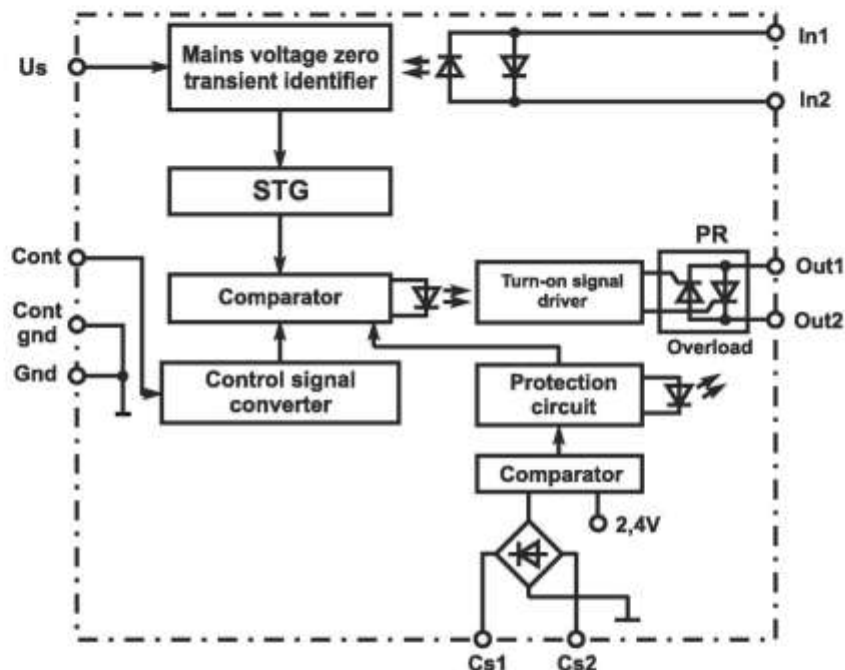 Us
Mains voltage zero
transient identifier
In1
In2
STG
Cont
Comparator
Turn-on signal
driver
PR
Out1
Out2
Overload
Cont
gnd
Gnd
Control signal
converter
Protection
circuit
Comparator
2,4V
Cs1
Cs2